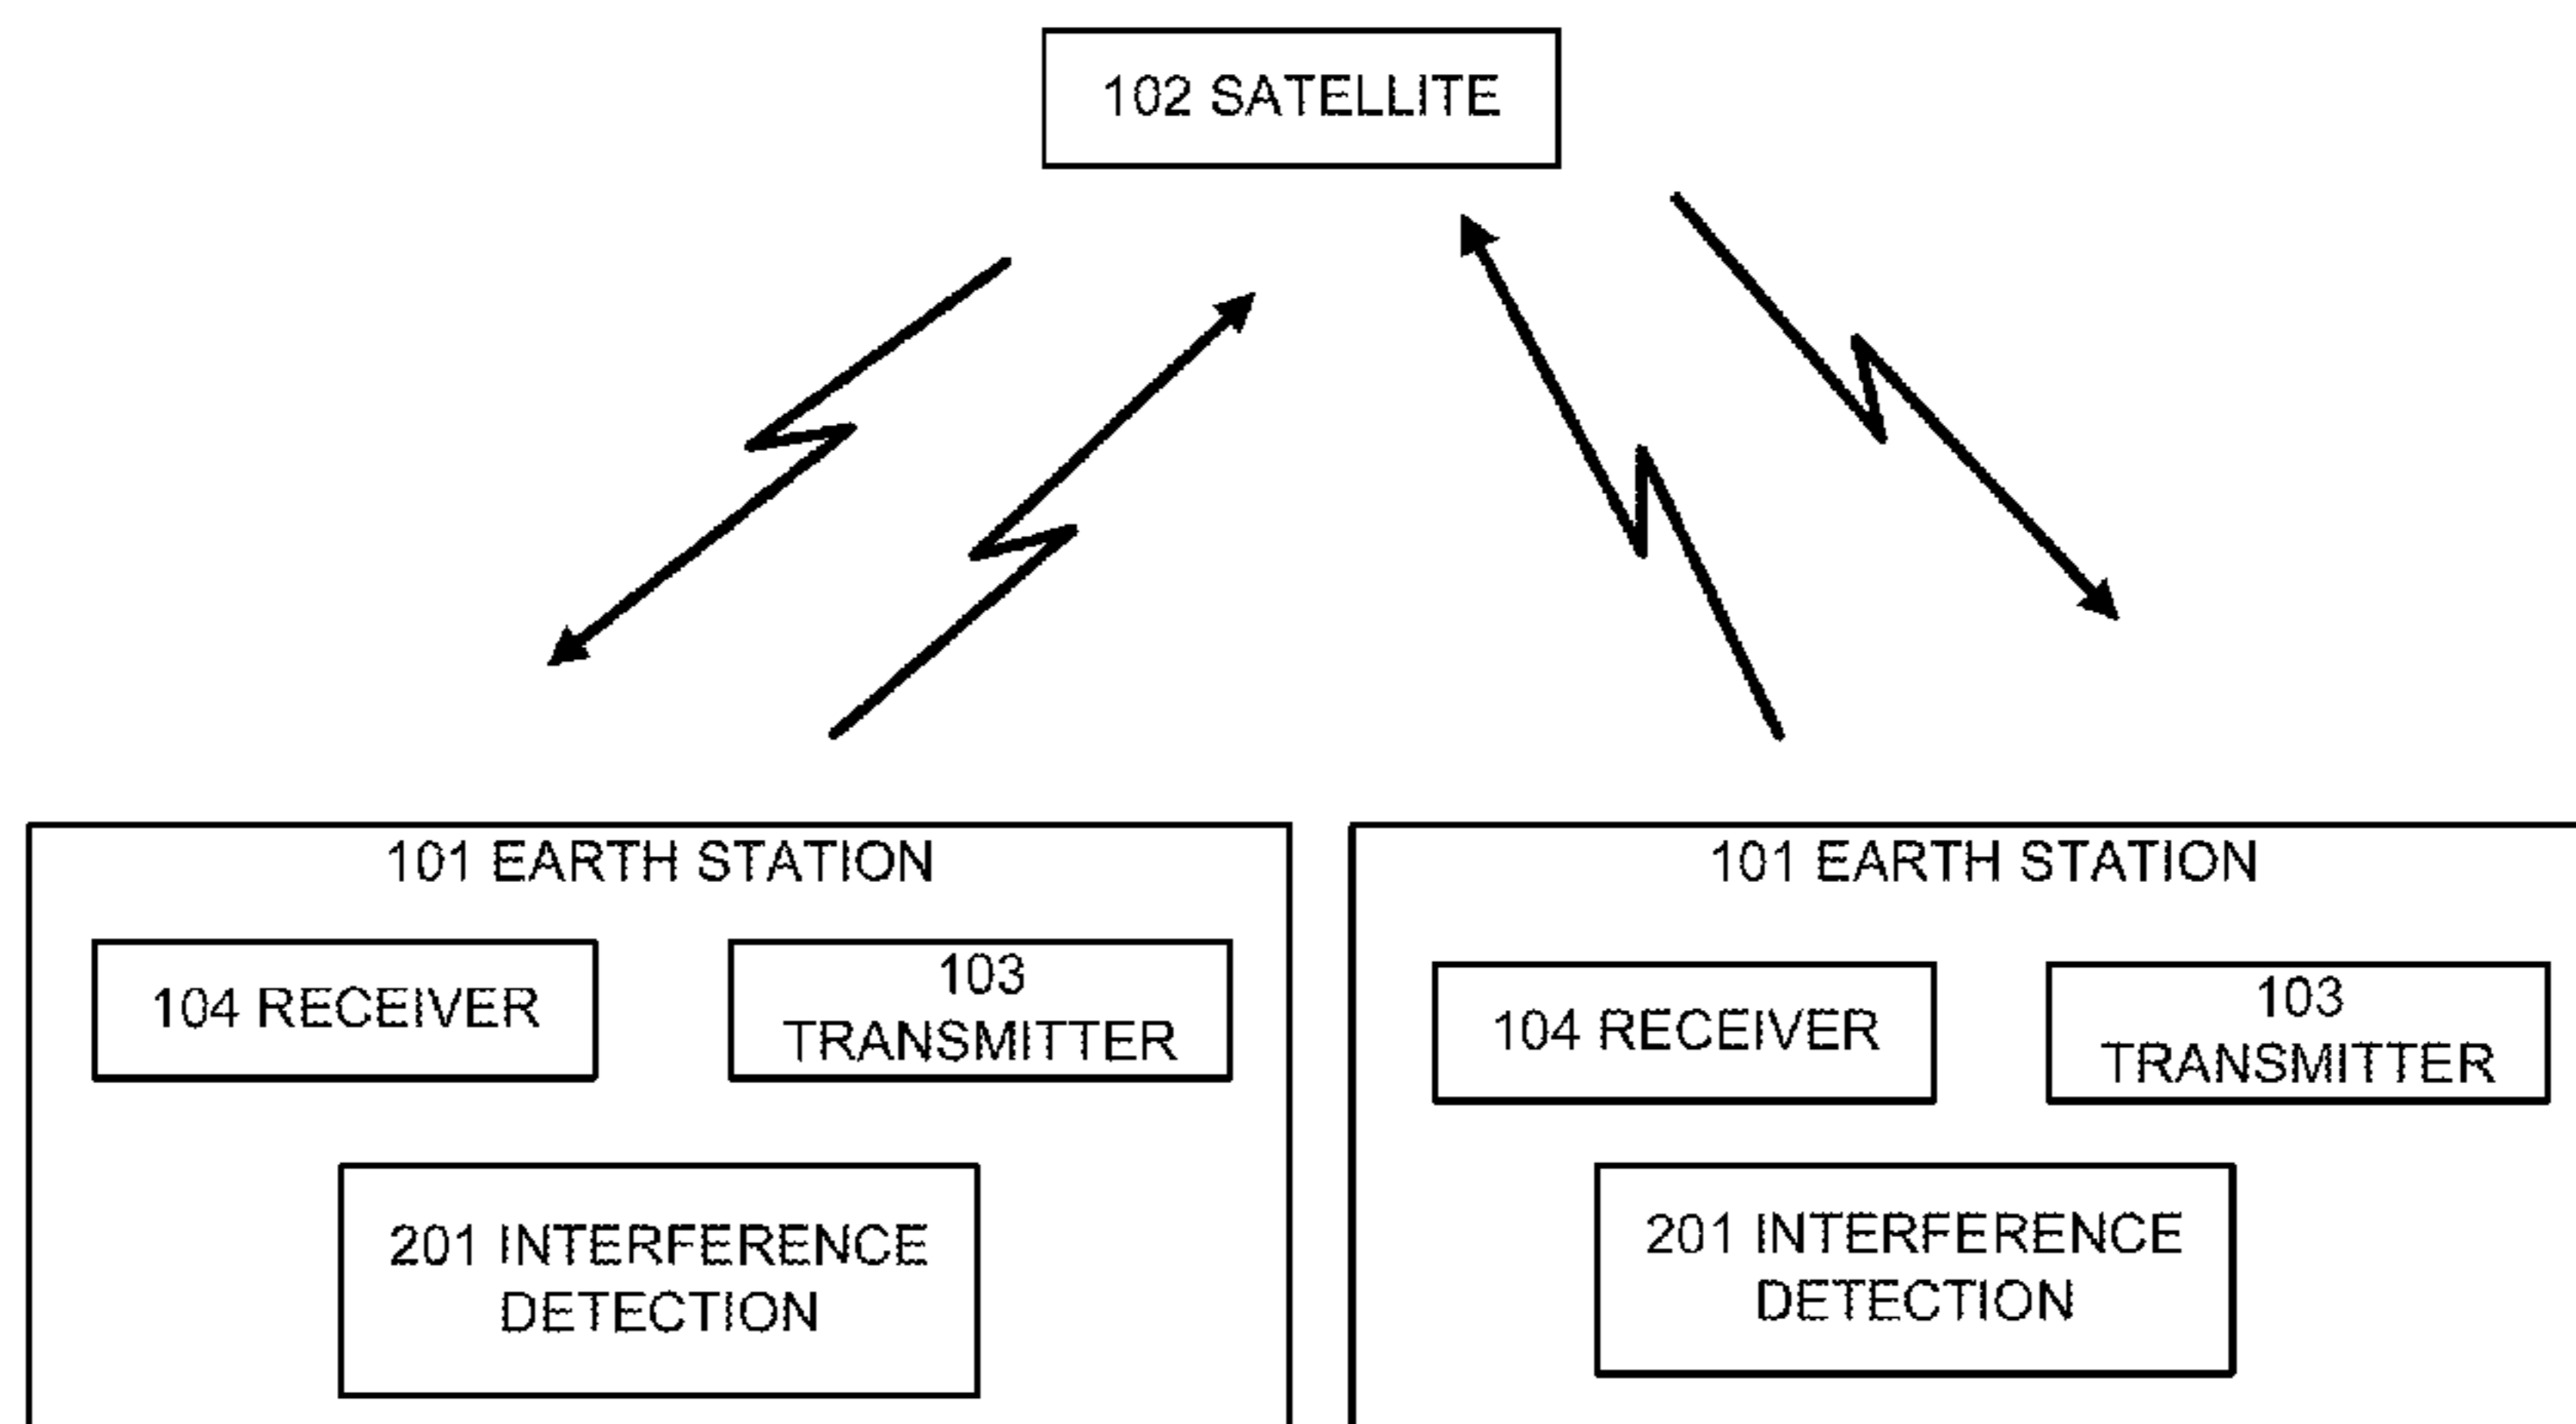 102 SATELLITE
101 EARTH STATION
104 RECEIVER
103
TRANSMITTER
201 INTERFERENCE
DETECTION
101 EARTH STATION
104 RECEIVER
103
TRANSMITTER
201 INTERFERENCE
DETECTION